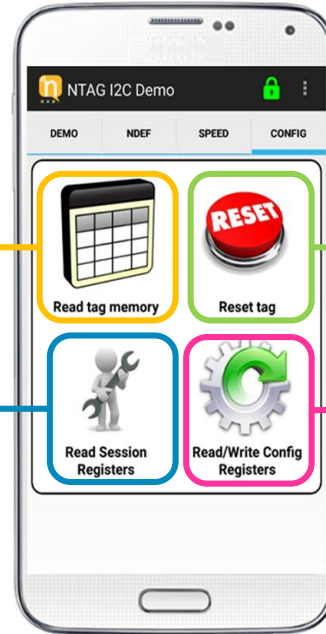 NTAG I2C Demo
DEMO NDEF SPEED CONFIG
RESET
Read tag memory
Reset tag
Read Session
Registers
Read/Write Config
Registers